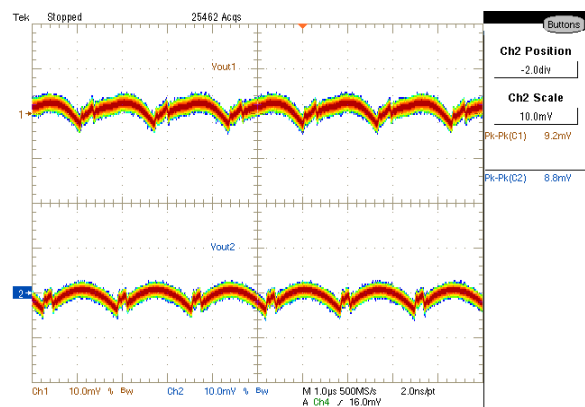 Tek Stopped 25462 Acqs
Buttons
Ch2 Position
-2.0div
Ch2 Scale
10.0mV
Pk-Pk(C1) 9.2mV
Pk-Pk(C2) 8.8mV
Vout1
1
Vout2
2
Ch1 10.0mV % Bw Ch2 10.0mV % Bw M 1.0µs 500MS/s 2.0ns/pt
A Ch4 ∕ 16.0mV